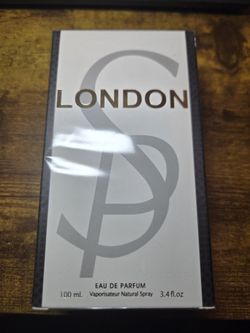 LONDON
EAU DE PARFUM
100 ml. Vaporisateur Natural Spray 3.4 fl.oz